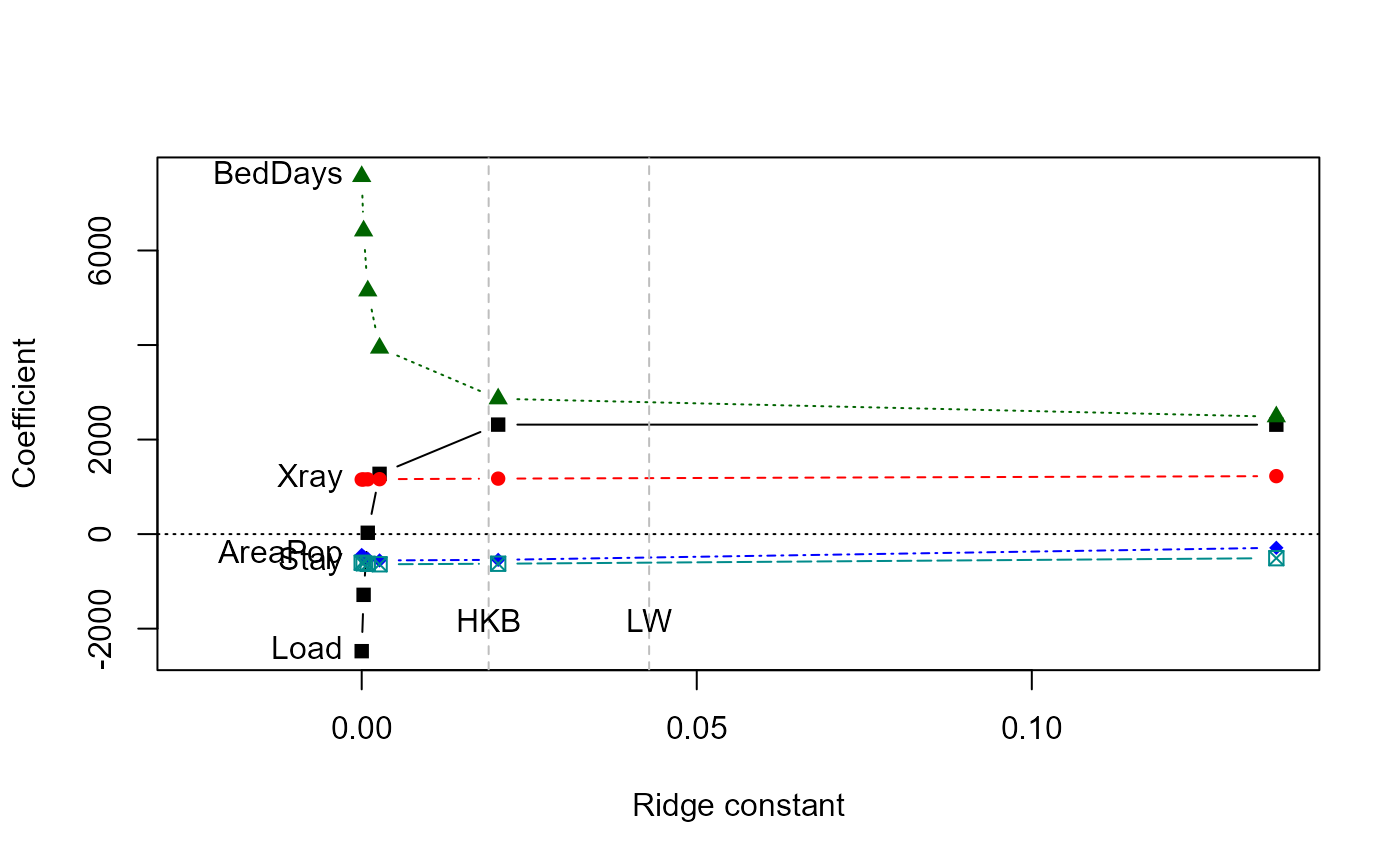 BedDays
Xray
AreaPop
Stay
Load
HKB
LW
Coefficient
6000
2000
0
-2000
0.00
0.05
0.10
Ridge constant